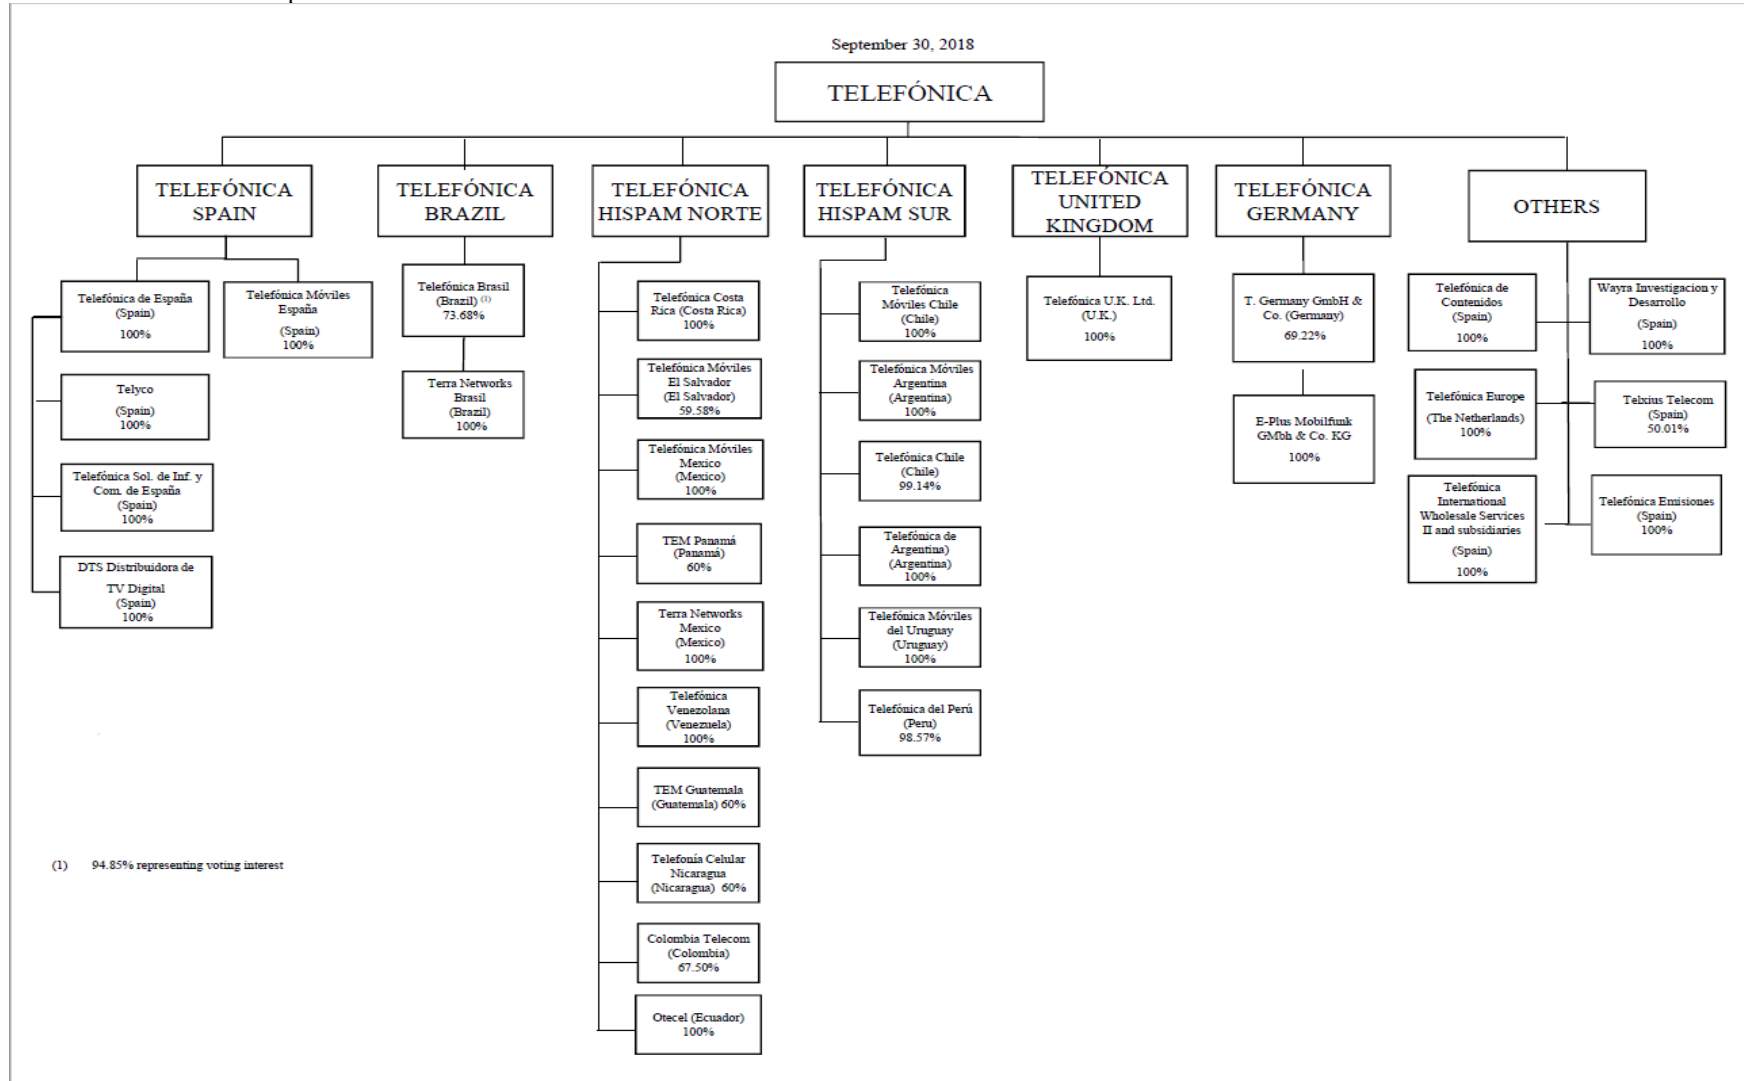 September 30, 2018
TELEFÓNICA
TELEFÓNICA
SPAIN
TELEFÓNICA
BRAZIL
TELEFÓNICA
HISPAM NORTE
TELEFÓNICA
HISPAM SUR
TELEFÓNICA
UNITED
KINGDOM
TELEFÓNICA
GERMANY
OTHERS
Telefónica de España
(Spain)
100%
Telefónica Móviles
España
(Spain)
100%
Telyco
(Spain)
100%
Telefónica Sol. de Inf. y
Com. de España
(Spain)
100%
DTS Distribuidora de
TV Digital
(Spain)
100%
Telefónica Brasil
(Brazil) (1)
73.68%
Terra Networks
Brasil
(Brazil)
100%
Telefónica Costa
Rica (Costa Rica)
100%
Telefónica Móviles
El Salvador
(El Salvador)
59.58%
Telefónica Móviles
Mexico
(Mexico)
100%
TEM Panamá
(Panamá)
60%
Terra Networks
Mexico
(Mexico)
100%
Telefónica
Venezolana
(Venezuela)
100%
TEM Guatemala
(Guatemala) 60%
Telefonía Celular
Nicaragua
(Nicaragua) 60%
Colombia Telecom
(Colombia)
67.50%
Otecel (Ecuador)
100%
Telefónica
Móviles Chile
(Chile)
100%
Telefónica Móviles
Argentina
(Argentina)
100%
Telefónica Chile
(Chile)
99.14%
Telefónica de
Argentina)
(Argentina)
100%
Telefónica Móviles
del Uruguay
(Uruguay)
100%
Telefónica del Perú
(Peru)
98.57%
Telefónica U.K. Ltd.
(U.K.)
100%
T. Germany GmbH &
Co. (Germany)
69.22%
E-Plus Mobilfunk
GMbh & Co. KG
100%
Telefónica de
Contenidos
(Spain)
100%
Wayra Investigacion y
Desarrollo
(Spain)
100%
Telefónica Europe
(The Netherlands)
100%
Telxius Telecom
(Spain)
50.01%
Telefónica
International
Wholesale Services
II and subsidiaries
(Spain)
100%
Telefónica Emisiones
(Spain)
100%
(1) 94.85% representing voting interest